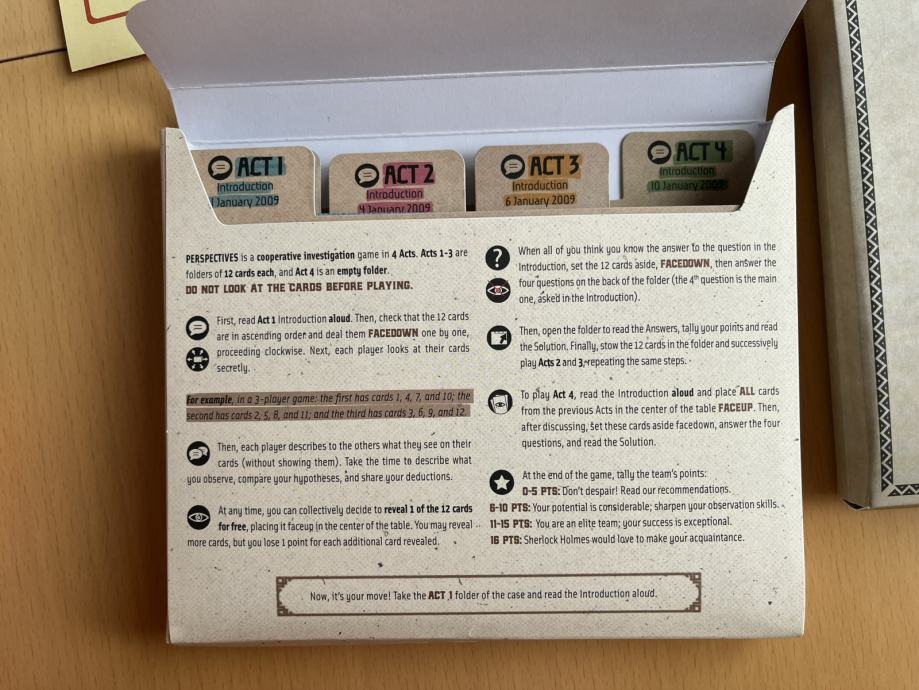 ACT 1
Introduction
1 January 2009
ACT 2
Introduction
4 January 2009
ACT 3
Introduction
6 January 2009
ACT 4
Introduction
10 January 2009
PERSPECTIVES is a cooperative investigation game in 4 Acts. Acts 1-3 are
folders of 12 cards each, and Act 4 is an empty folder.
DO NOT LOOK AT THE CARDS BEFORE PLAYING.
First, read Act 1 Introduction aloud. Then, check that the 12 cards
are in ascending order and deal them FACEDOWN one by one,
proceeding clockwise. Next, each player looks at their cards
secretly.
For example, in a 3-player game: the first has cards 1, 4, 7, and 10; the
second has cards 2, 5, 8, and 11; and the third has cards 3, 6, 9, and 12.
Then, each player describes to the others what they see on their
cards (without showing them). Take the time to describe what
you observe, compare your hypotheses, and share your deductions.
At any time, you can collectively decide to reveal 1 of the 12 cards
for free, placing it faceup in the center of the table. You may reveal
more cards, but you lose 1 point for each additional card revealed.
When all of you think you know the answer to the question in the
Introduction, set the 12 cards aside, FACEDOWN, then answer the
four questions on the back of the folder (the 4th question is the main
one, asked in the Introduction).
Then, open the folder to read the Answers, tally your points and read
the Solution. Finally, stow the 12 cards in the folder and successively
play Acts 2 and 3, repeating the same steps.
To play Act 4, read the Introduction aloud and place ALL cards
from the previous Acts in the center of the table FACEUP. Then,
after discussing, set these cards aside facedown, answer the four
questions, and read the Solution.
At the end of the game, tally the team's points:
0-5 PTS: Don't despair! Read our recommendations.
6-10 PTS: Your potential is considerable; sharpen your observation skills.
11-15 PTS: You are an elite team; your success is exceptional.
16 PTS: Sherlock Holmes would love to make your acquaintance.
Now, it's your move! Take the ACT 1 folder of the case and read the Introduction aloud.